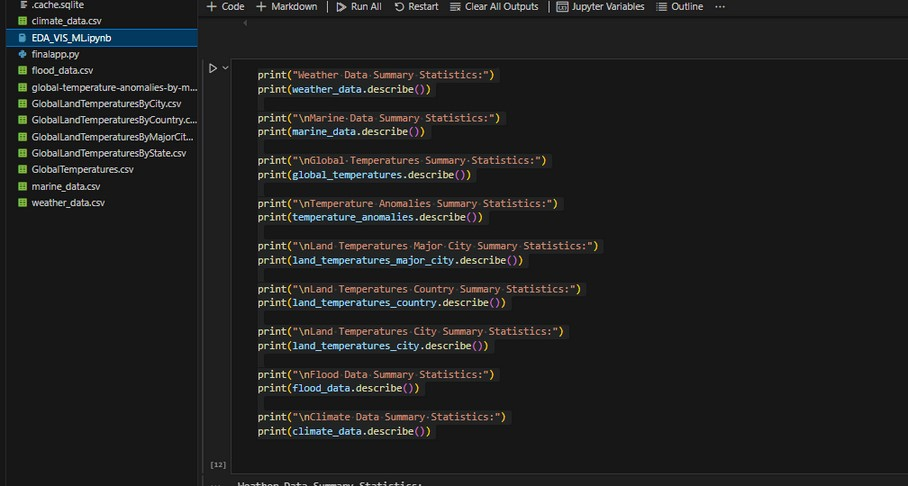 .cache.sqlite
climate_data.csv
EDA_VIS_ML.ipynb
finalapp.py
flood_data.csv
global-temperature-anomalies-by-m...
GlobalLandTemperaturesByCity.csv
GlobalLandTemperaturesByCountry.c...
GlobalLandTemperaturesByMajorCit...
GlobalLandTemperaturesByState.csv
GlobalTemperatures.csv
marine_data.csv
weather_data.csv
+ Code + Markdown Run All Restart Clear All Outputs Jupyter Variables Outline ...
print("Weather Data Summary Statistics:")
print(weather_data.describe())
print("\nMarine Data Summary Statistics:")
print(marine_data.describe())
print("\nGlobal Temperatures Summary Statistics:")
print(global_temperatures.describe())
print("\nTemperature Anomalies Summary Statistics:")
print(temperature_anomalies.describe())
print("\nLand Temperatures Major City Summary Statistics:")
print(land_temperatures_major_city.describe())
print("\nLand Temperatures Country Summary Statistics:")
print(land_temperatures_country.describe())
print("\nLand Temperatures City Summary Statistics:")
print(land_temperatures_city.describe())
print("\nFlood Data Summary Statistics:")
print(flood_data.describe())
print("\nClimate Data Summary Statistics:")
print(climate_data.describe())
[12]
... Weather Data Summary Statistics: